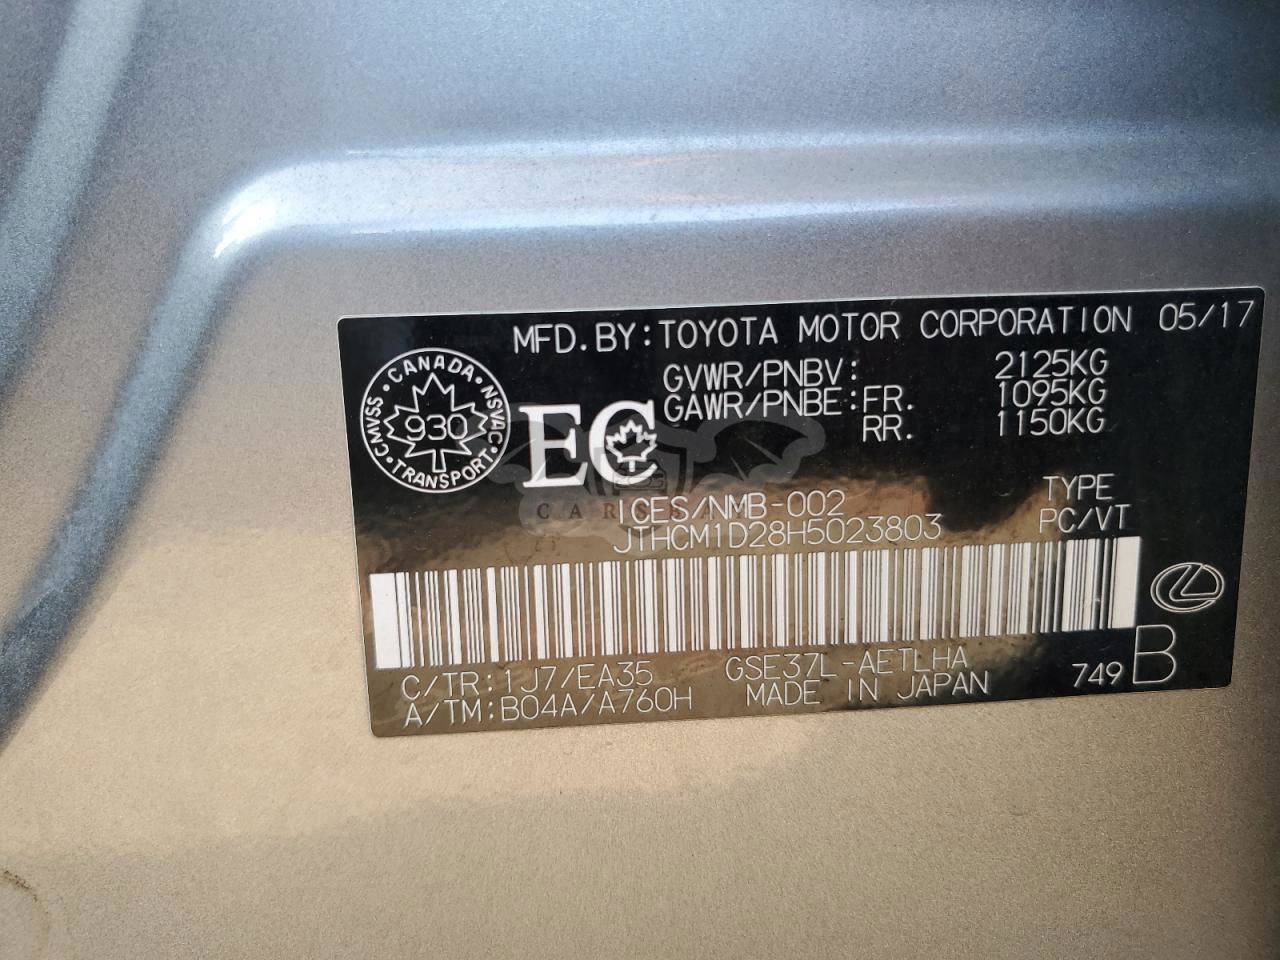 MFD. BY: TOYOTA MOTOR CORPORATION 05/17
GVWR/PNBV: 2125KG
GAWR/PNBE: FR. 1095KG
RR. 1150KG
CANADA
CMVSS 930 NSVAC
TRANSPORT
EC
ICES/NMB-002
TYPE
JTHCM1D28H5023803
PC/VT
C/TR: 1J7/EA35
GSE37L-AETLHA
A/TM: B04A/A760H
MADE IN JAPAN
749 B